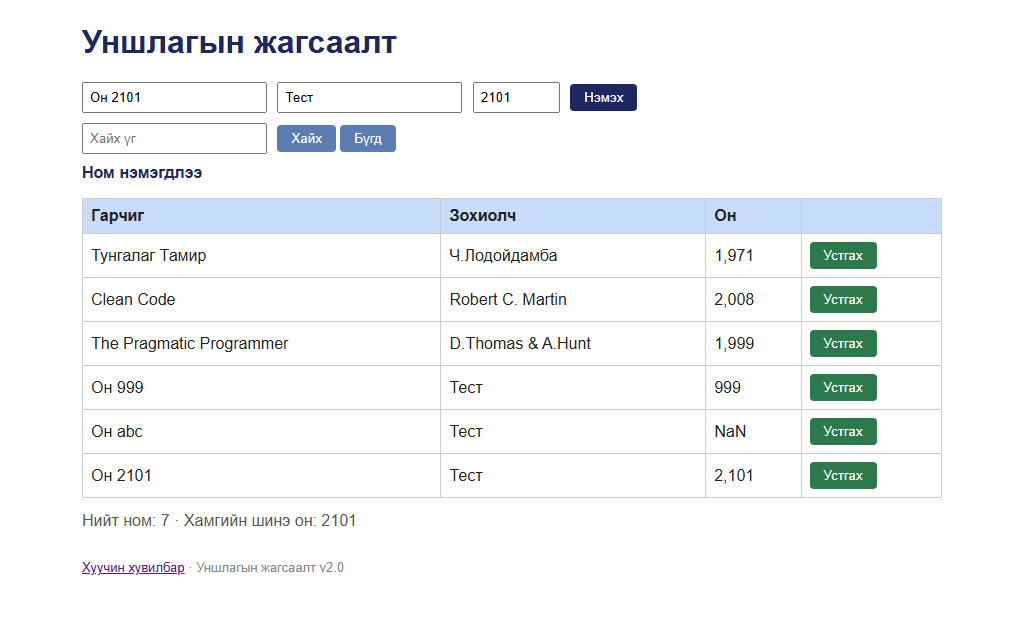 Уншлагын жагсаалт
Он 2101 Тест 2101 Нэмэх
Хайх үг Хайх Бүгд
Ном нэмэгдлээ
Гарчиг Зохиолч Он
Тунгалаг Тамир Ч.Лодойдамба 1,971 Устгах
Clean Code Robert C. Martin 2,008 Устгах
The Pragmatic Programmer D.Thomas & A.Hunt 1,999 Устгах
Он 999 Тест 999 Устгах
Он abc Тест NaN Устгах
Он 2101 Тест 2,101 Устгах
Нийт ном: 7 · Хамгийн шинэ он: 2101
Хуучин хувилбар · Уншлагын жагсаалт v2.0